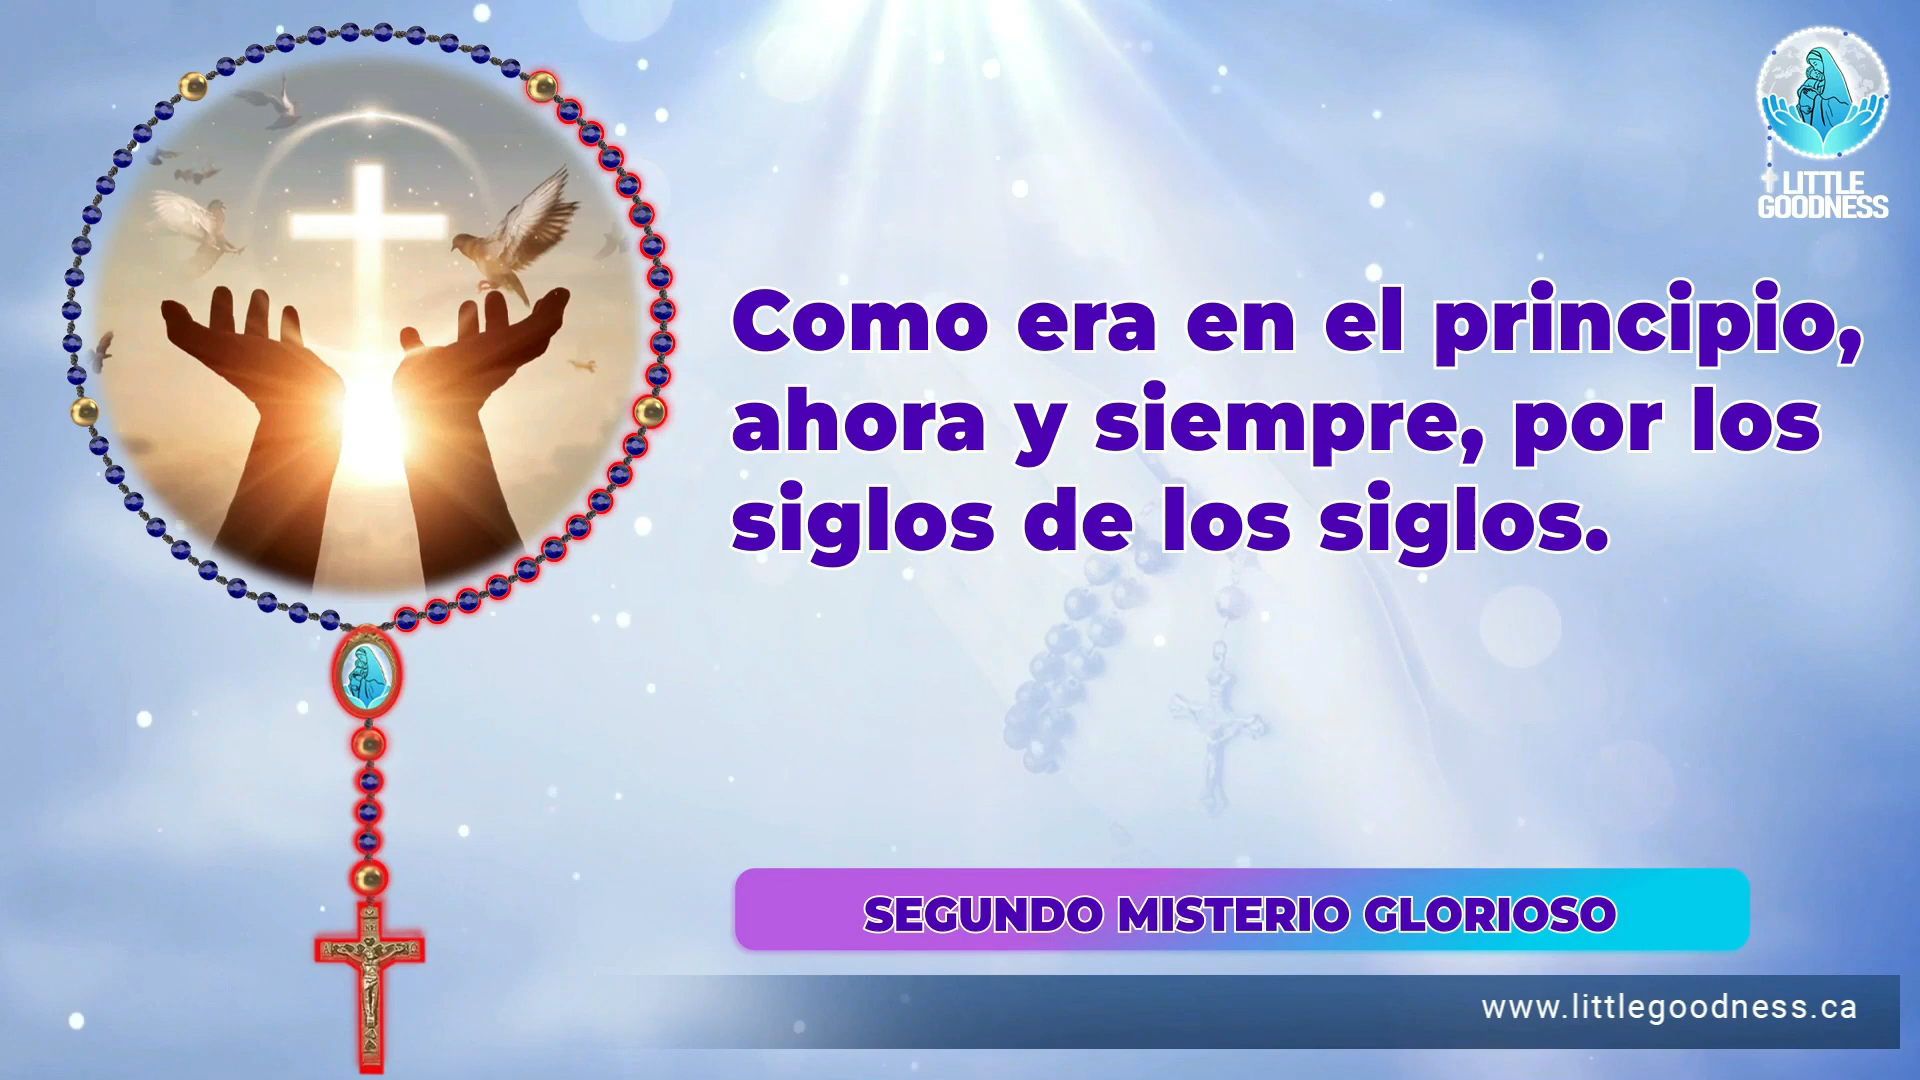 LITTLE
GOODNESS
Como era en el principio,
ahora y siempre, por los
siglos de los siglos.
SEGUNDO MISTERIO GLORIOSO
www.littlegoodness.ca